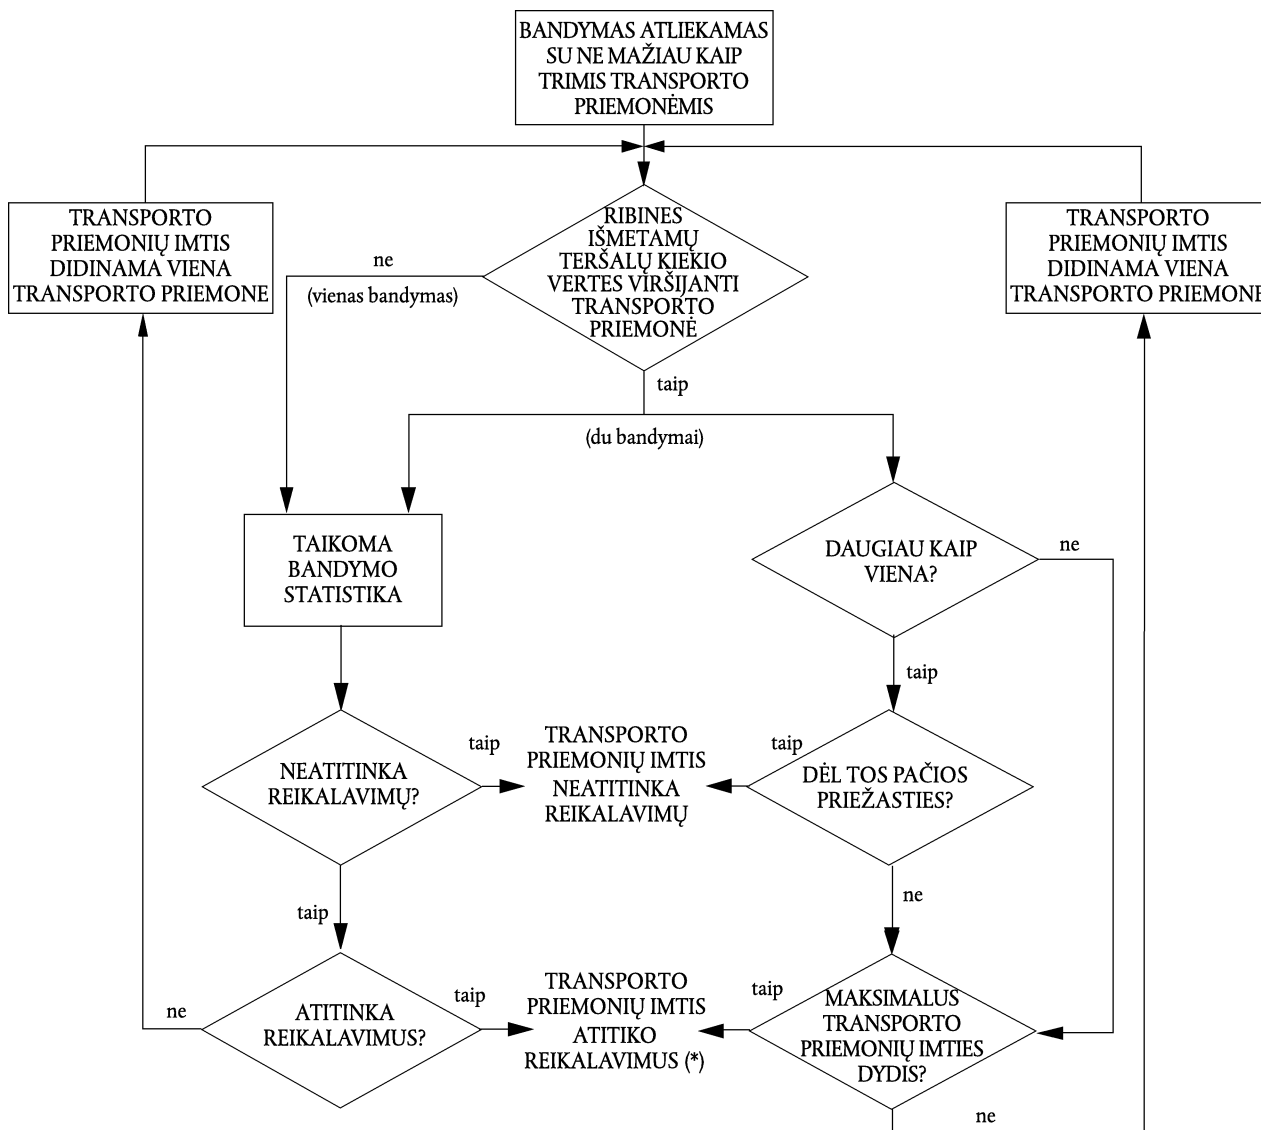 BANDYMAS ATLIEKAMAS
SU NE MAŽIAU KAIP
TRIMIS TRANSPORTO
PRIEMONĖMIS
TRANSPORTO
PRIEMONIŲ IMTIS
DIDINAMA VIENA
TRANSPORTO PRIEMONE
RIBINES
IŠMETAMŲ
TERŠALŲ KIEKIO
VERTES VIRŠIJANTI
TRANSPORTO
PRIEMONĖ
TRANSPORTO
PRIEMONIŲ IMTIS
DIDINAMA VIENA
TRANSPORTO PRIEMONE
ne
(vienas bandymas)
taip
(du bandymai)
TAIKOMA
BANDYMO
STATISTIKA
DAUGIAU KAIP
VIENA?
ne
taip
NEATITINKA
REIKALAVIMŲ?
taip
TRANSPORTO
PRIEMONIŲ IMTIS
NEATITINKA
REIKALAVIMŲ
taip
DĖL TOS PAČIOS
PRIEŽASTIES?
taip
ne
ne
ATITINKA
REIKALAVIMUS?
taip
TRANSPORTO
PRIEMONIŲ IMTIS
ATITIKO
REIKALAVIMUS (*)
taip
MAKSIMALUS
TRANSPORTO
PRIEMONIŲ IMTIES
DYDIS?
ne